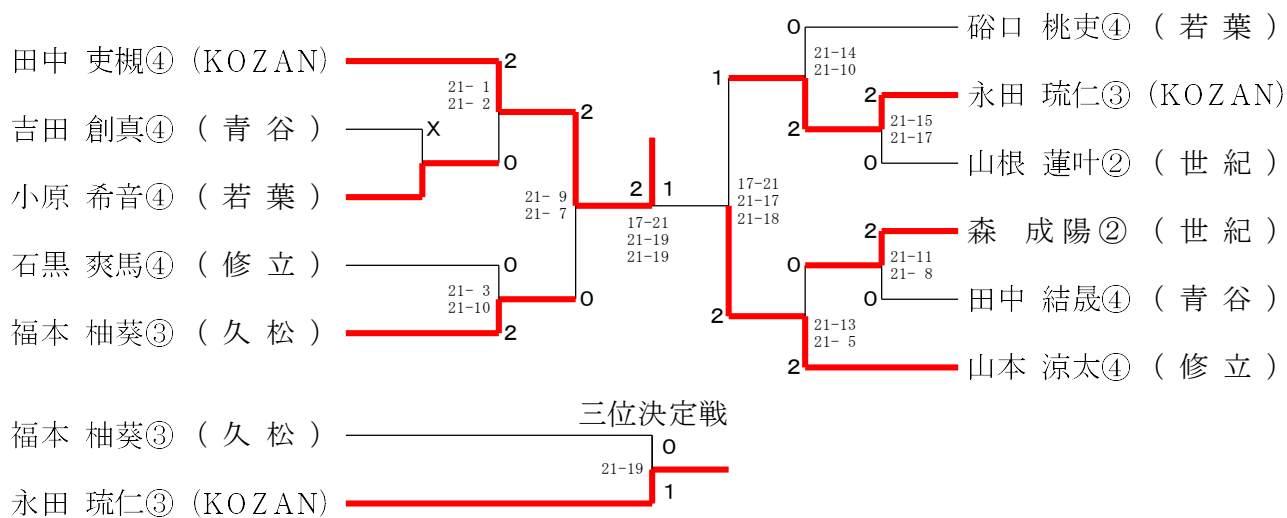 田中 吏槻④ (KOZAN)
吉田 創真④ ( 青 谷 )
小原 希音④ ( 若 葉 )
石黒 爽馬④ ( 修 立 )
福本 柚葵③ ( 久 松 )
2
21- 1
21- 2
X
0
2
21- 9
21- 7
0
21- 3
21-10
2
0
2
1
17-21
21-19
21-19
1
17-21
21-17
21-18
2
0
21-14
21-10
2
2
21-15
21-17
0
0
21-13
21- 5
2
2
21-11
21- 8
0
硲口 桃吏④ ( 若 葉 )
永田 琉仁③ (KOZAN)
山根 蓮叶② ( 世 紀 )
森 成陽② ( 世 紀 )
田中 結晟④ ( 青 谷 )
山本 涼太④ ( 修 立 )
三位決定戦
福本 柚葵③ ( 久 松 )
永田 琉仁③ (KOZAN)
0
21-19
1